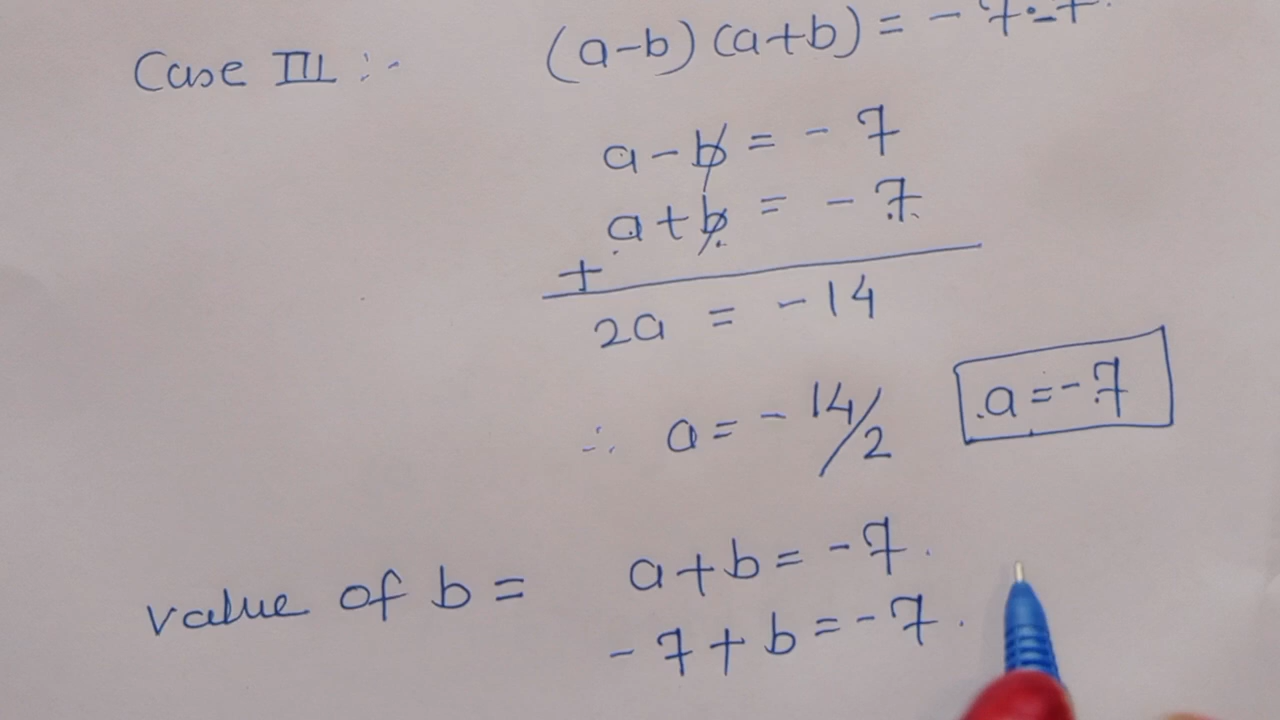 Case III :- (a-b) (a+b) = - 7·-7
a - b = - 7
a + b = - 7
+
2a = - 14
∴ a = - 14/2 a = - 7
value of b = a + b = - 7
- 7 + b = - 7